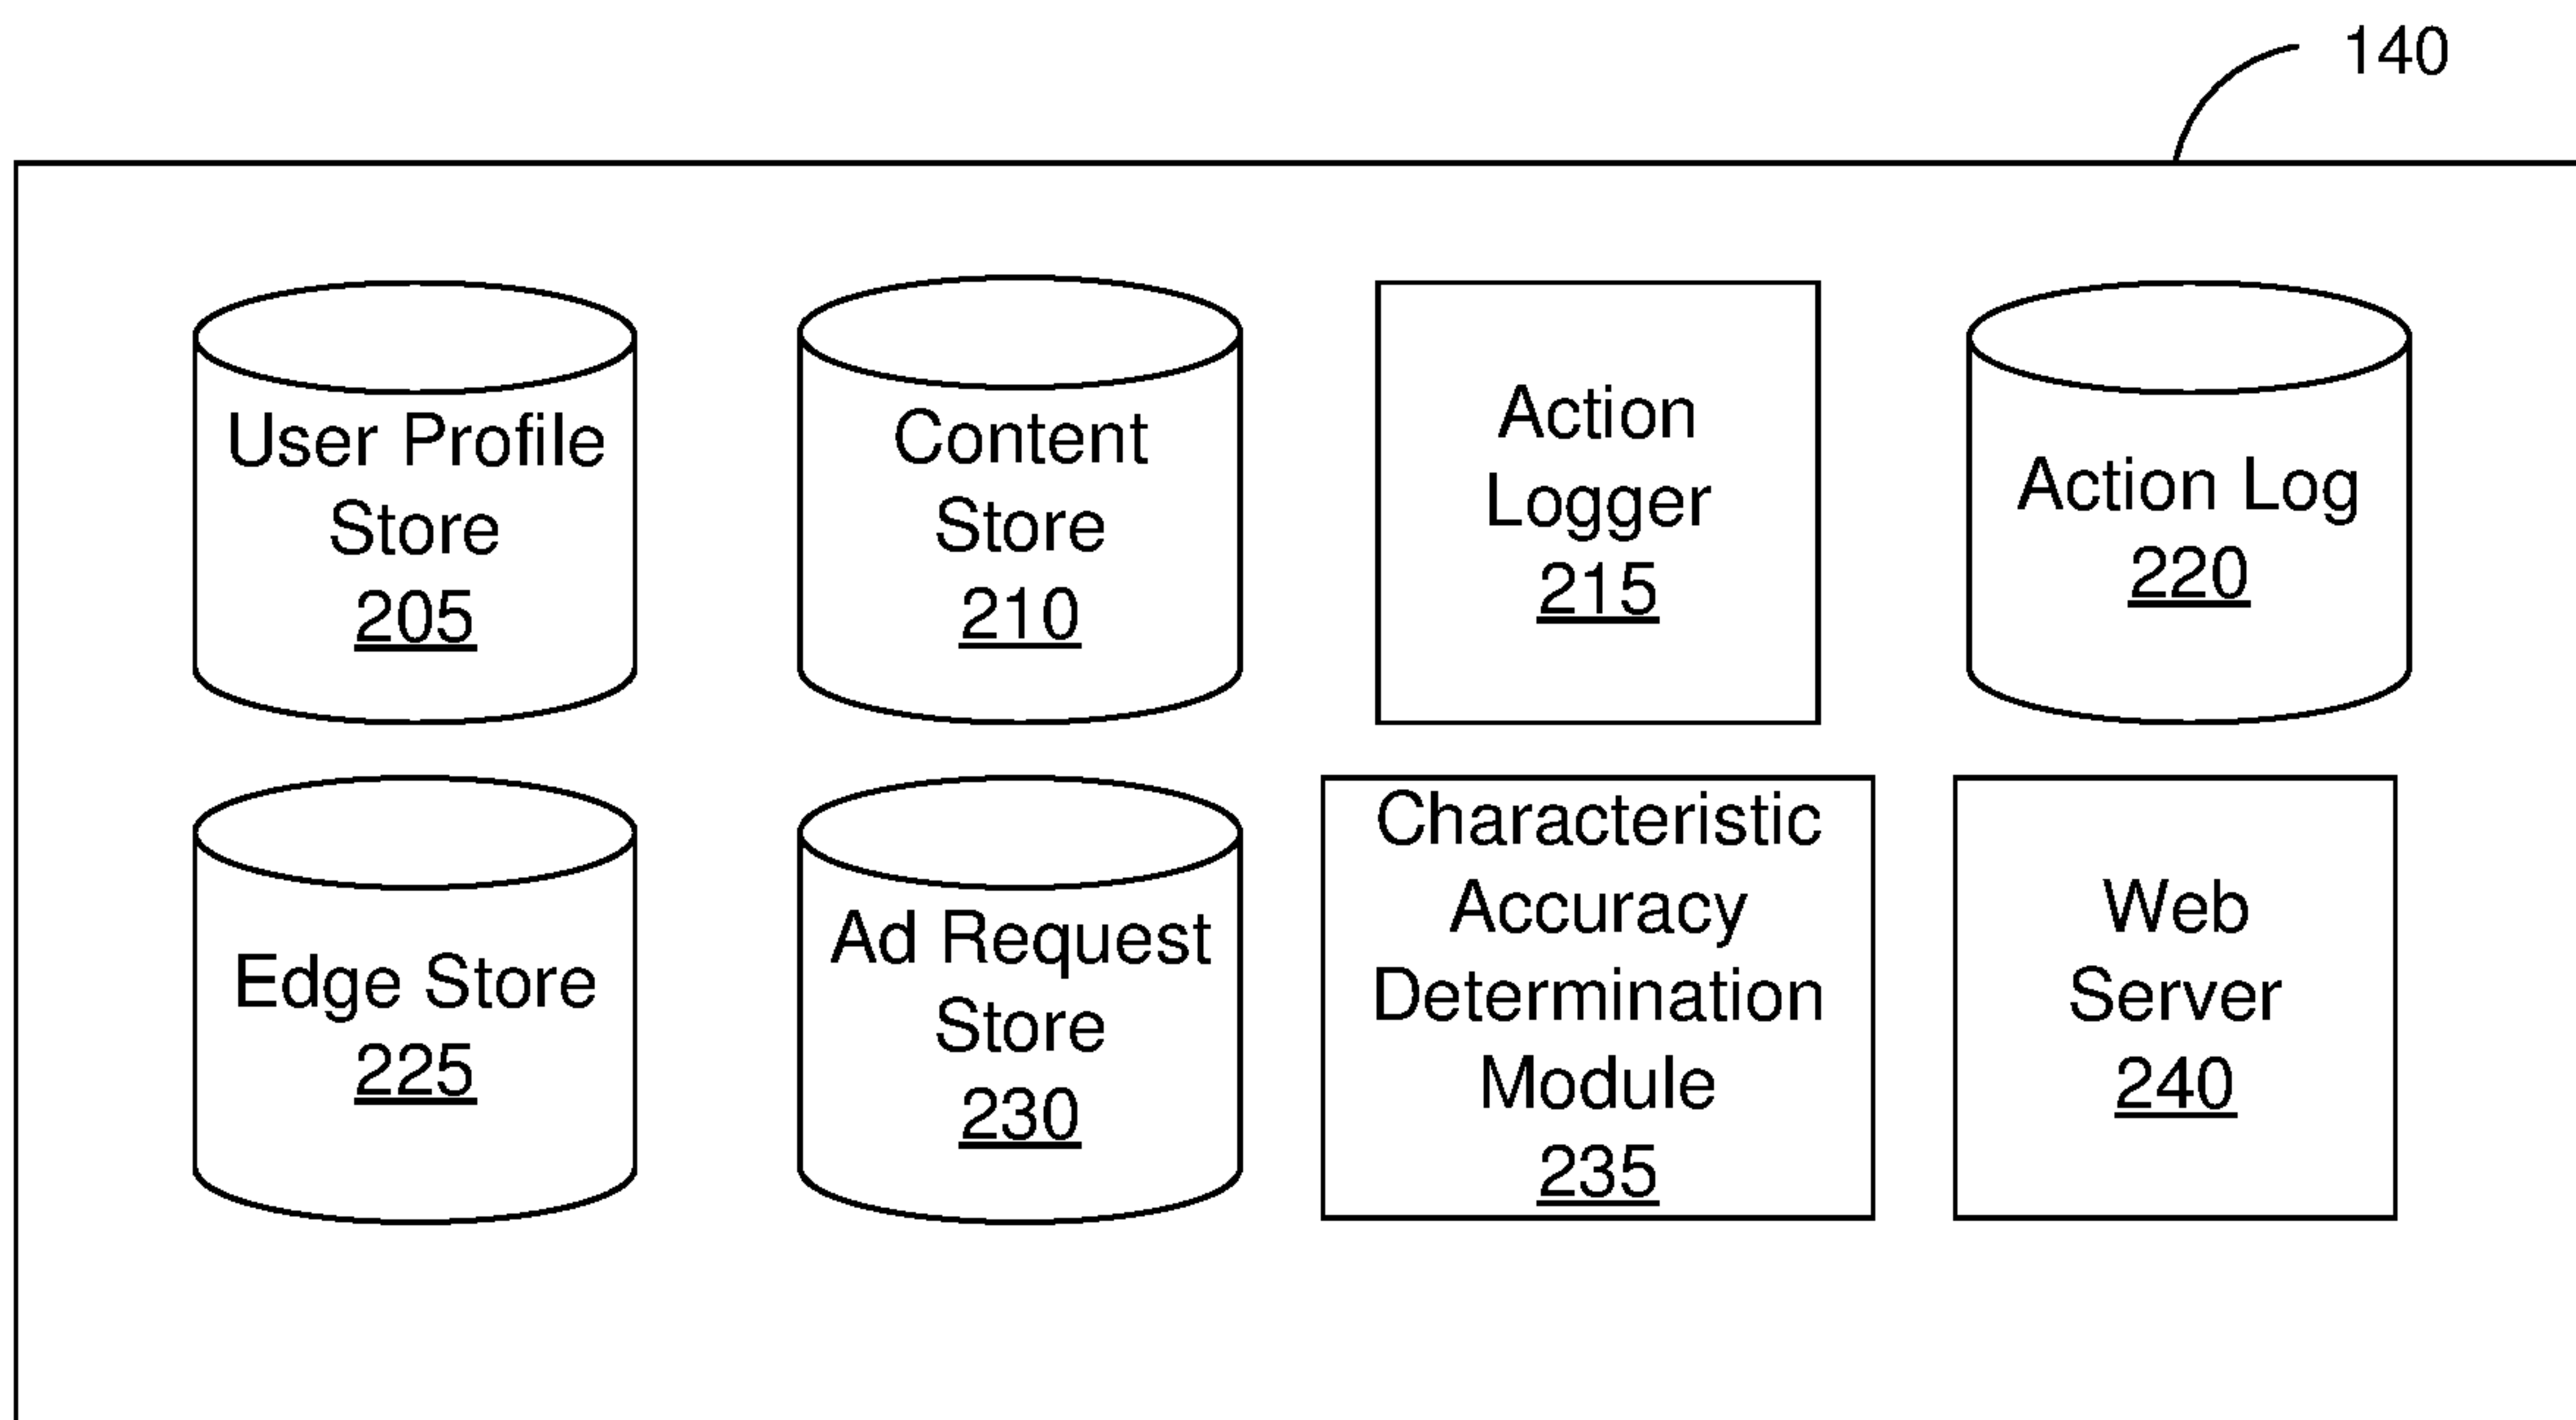 140
User Profile
Store
205
Content
Store
210
Action
Logger
215
Action Log
220
Edge Store
225
Ad Request
Store
230
Characteristic
Accuracy
Determination
Module
235
Web
Server
240